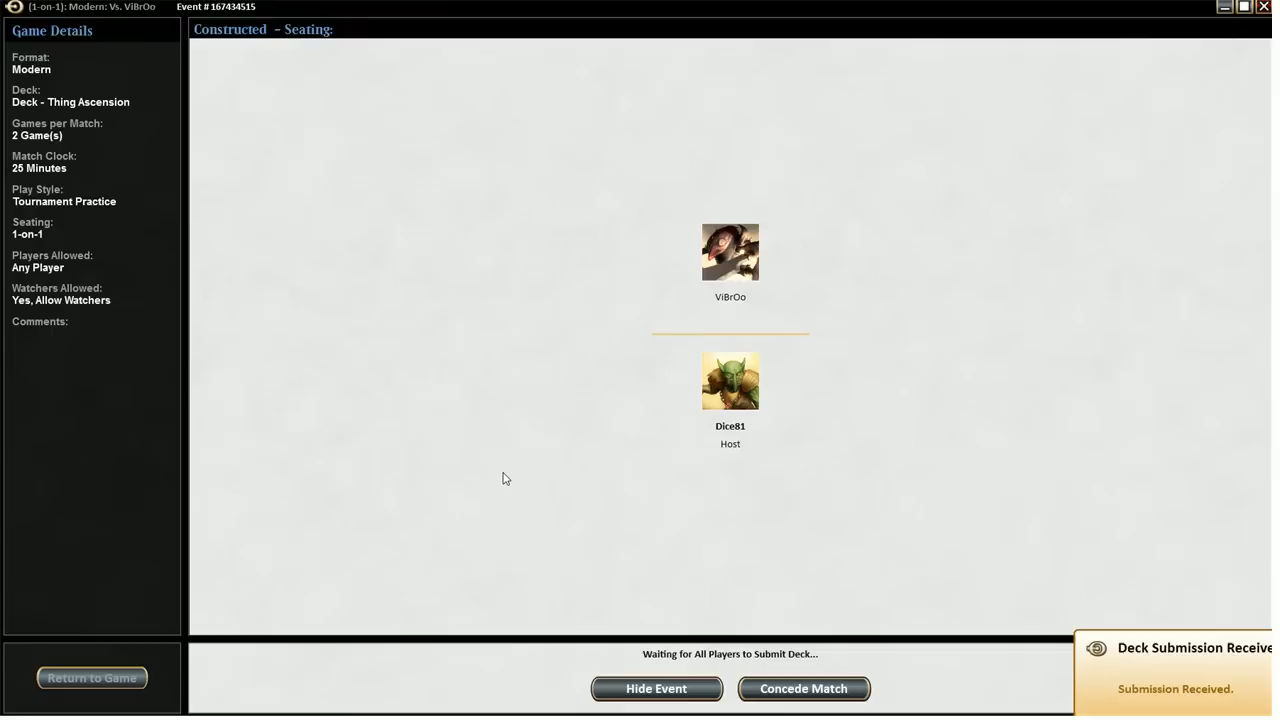 (1-on-1): Modern: Vs. ViBrOo Event # 167434515
Game Details
Format:
Modern
Deck:
Deck - Thing Ascension
Games per Match:
2 Game(s)
Match Clock:
25 Minutes
Play Style:
Tournament Practice
Seating:
1-on-1
Players Allowed:
Any Player
Watchers Allowed:
Yes, Allow Watchers
Comments:
Return to Game
Constructed - Seating:
ViBrOo
Dice81
Host
Waiting for All Players to Submit Deck...
Hide Event Concede Match
Deck Submission Receive
Submission Received.